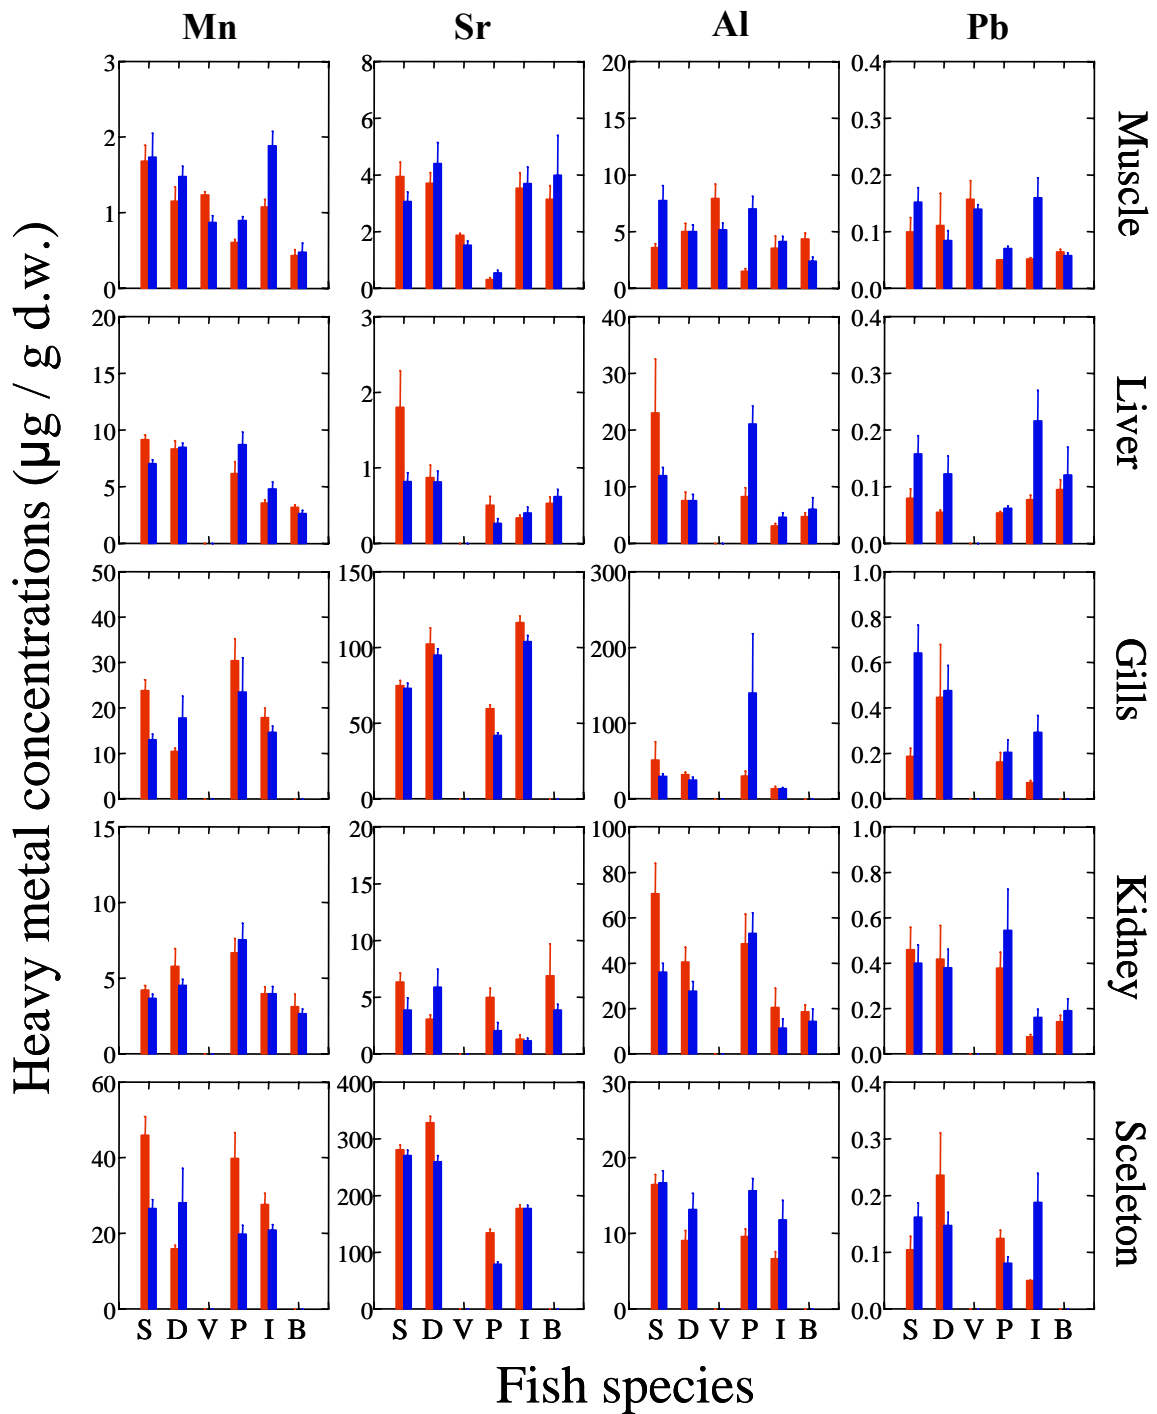 Mn Sr Al Pb
3 8 20 0.4
2 6 15 0.3
1 4 10 0.2
2 5 0.1
0 0 0 0.0
Muscle
20 3 40 0.4
15 2 30 0.3
10 1 20 0.2
5 10 0.1
0 0 0 0.0
Liver
50 150 300 1.0
40 100 200 0.8
30 50 100 0.6
20 0.4
10 0.2
0 0 0 0.0
Gills
15 20 100 1.0
10 15 80 0.8
5 10 60 0.6
5 40 0.4
20 0.2
0 0 0 0.0
Kidney
60 400 30 0.4
40 300 20 0.3
20 200 10 0.2
100 0.1
0 0 0 0.0
Sceleton
S D V P I B S D V P I B S D V P I B S D V P I B
Heavy metal concentrations (μg / g d.w.)
Fish species